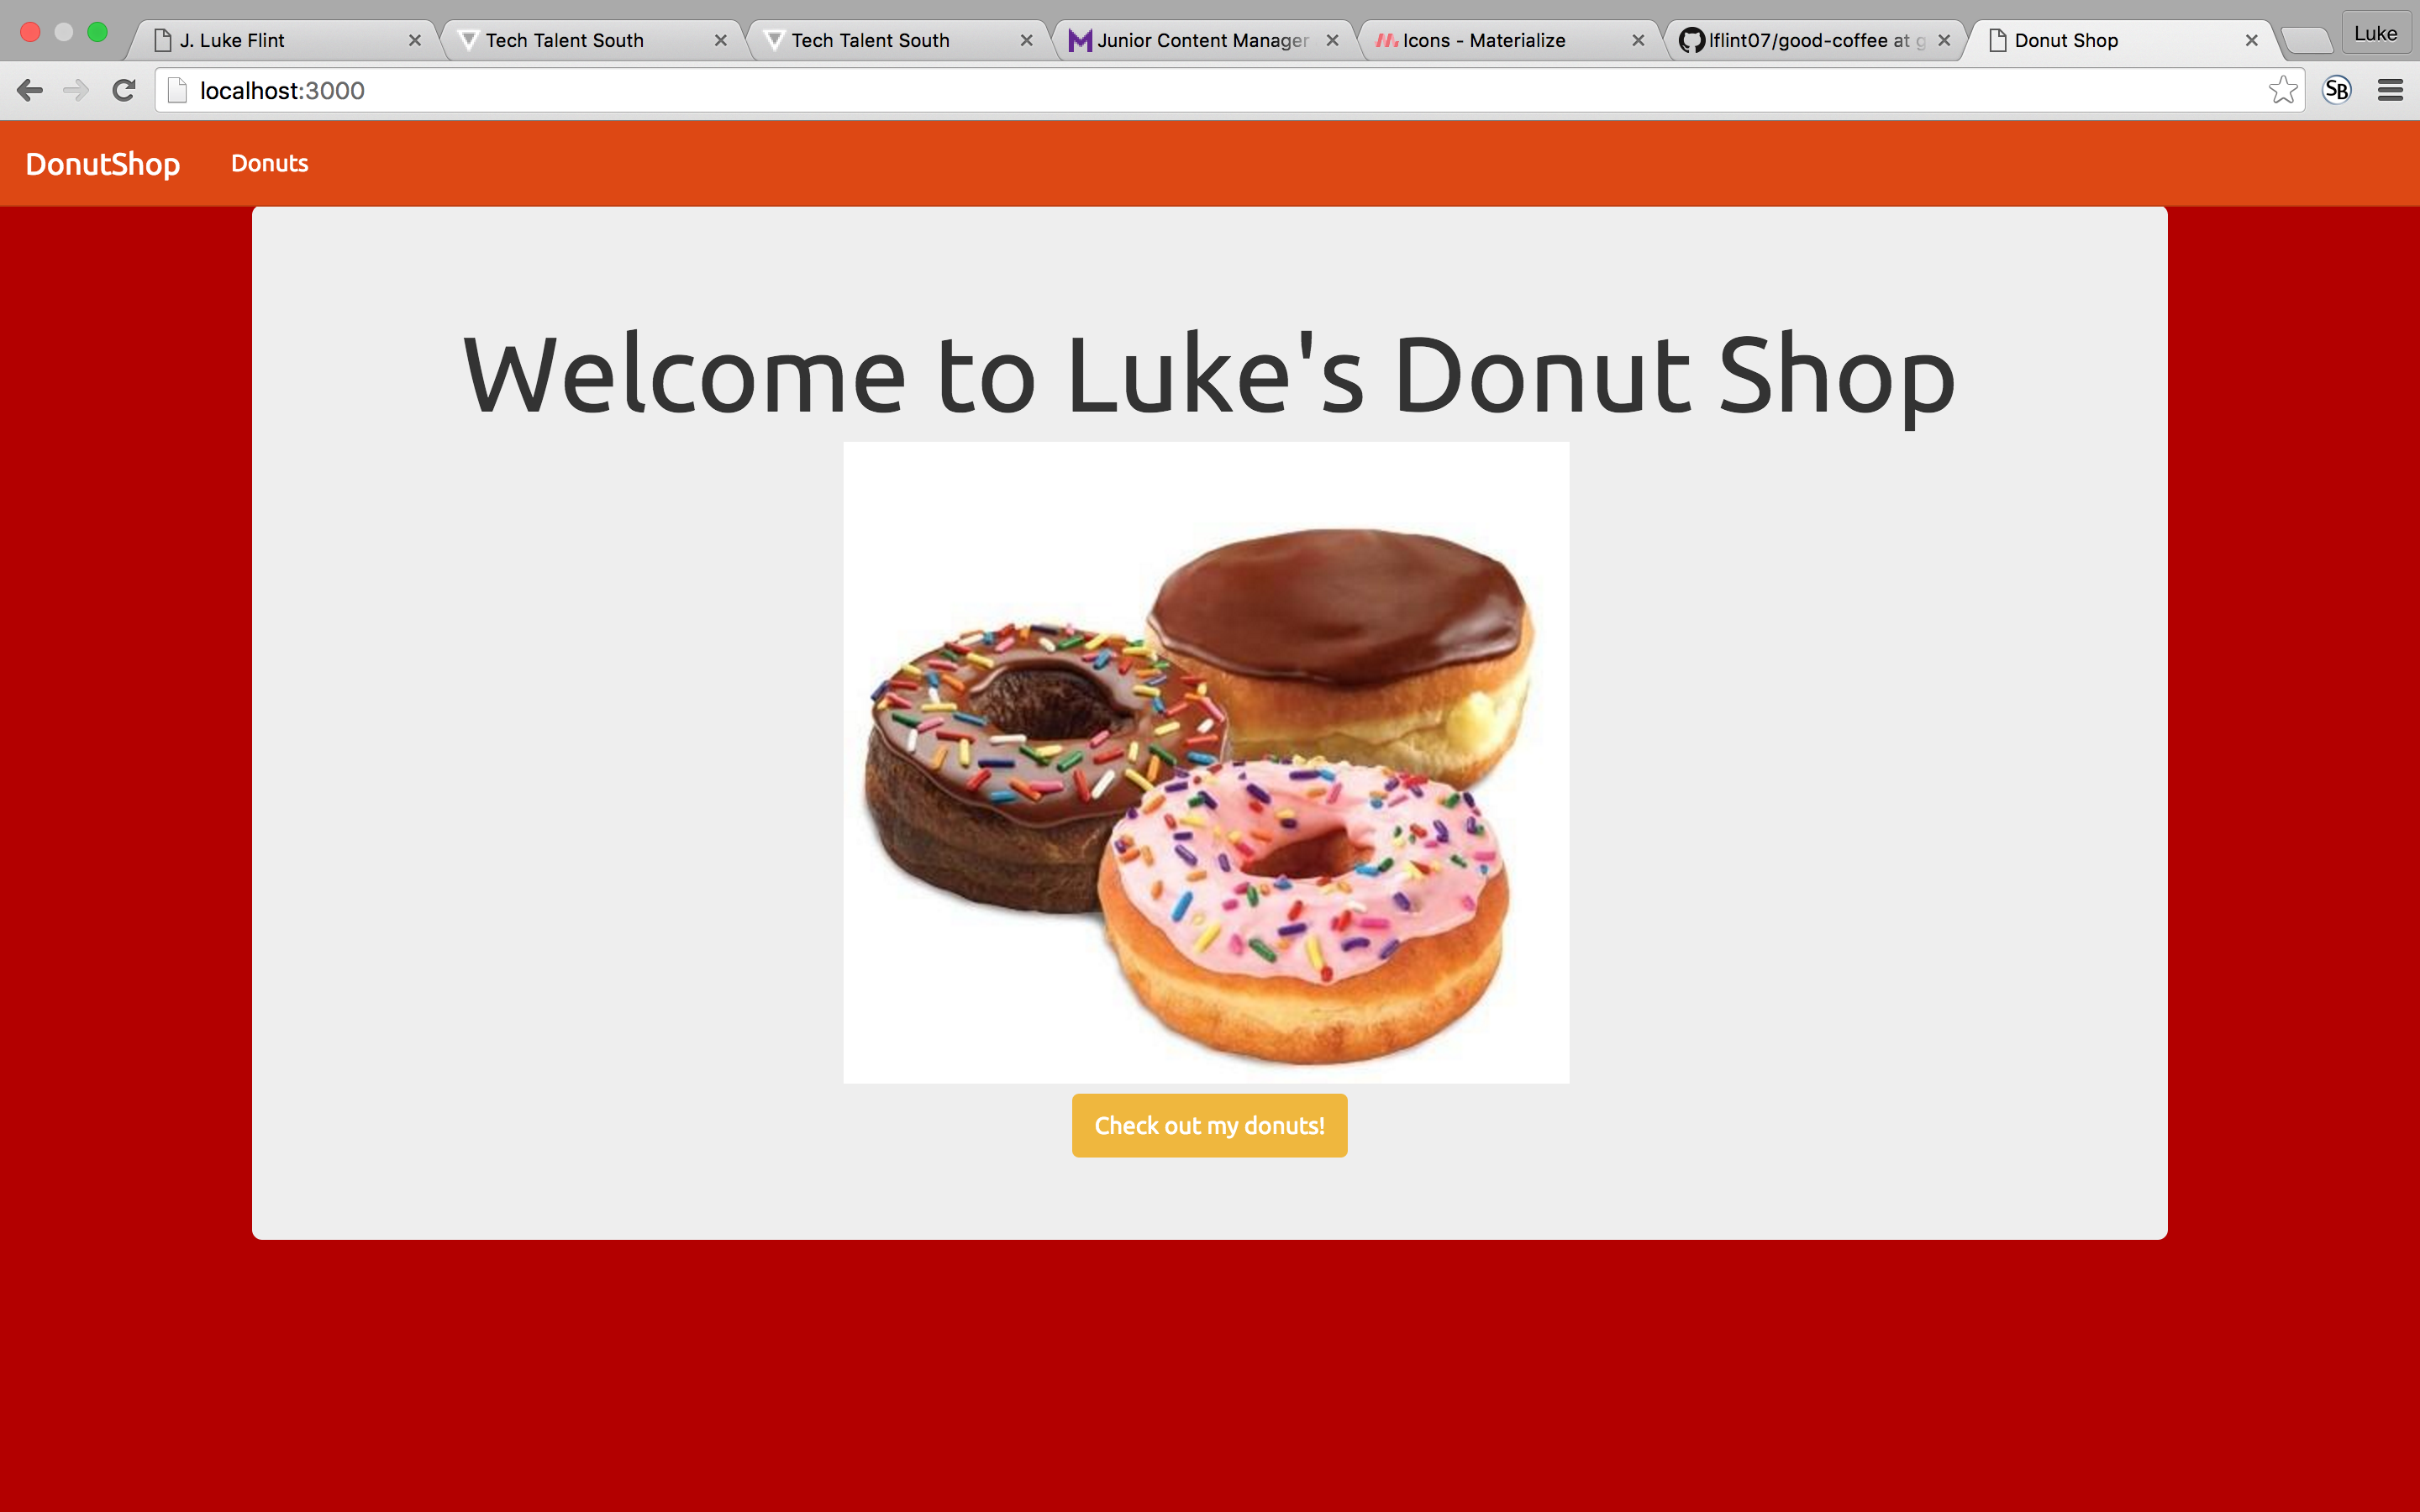 J. Luke Flint
Tech Talent South
Tech Talent South
Junior Content Manager
Icons - Materialize
lflint07/good-coffee at g
Donut Shop
Luke
localhost:3000
SB
DonutShop
Donuts
Welcome to Luke's Donut Shop
Check out my donuts!